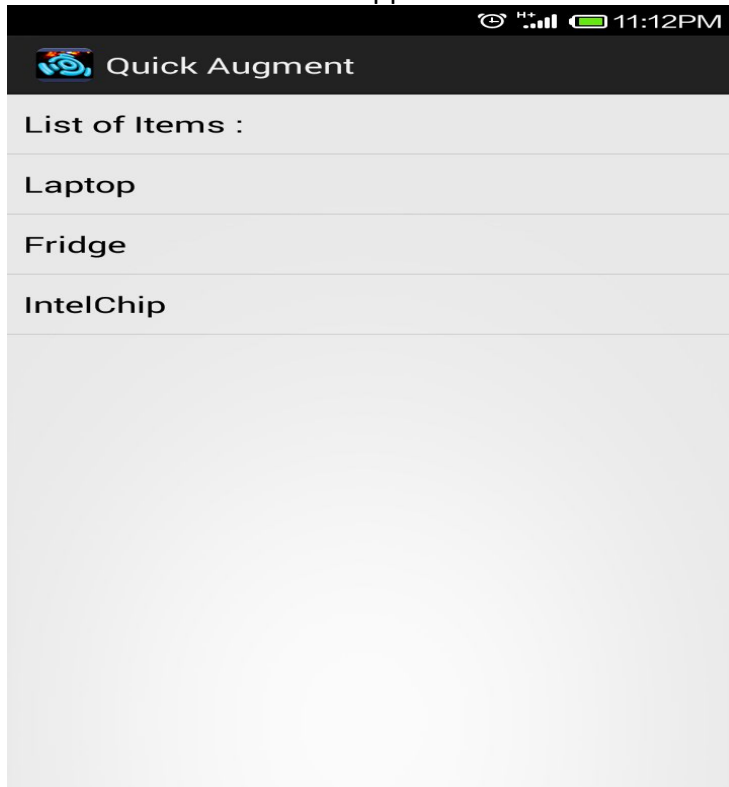 H+ 11:12PM
Quick Augment
List of Items :
Laptop
Fridge
IntelChip